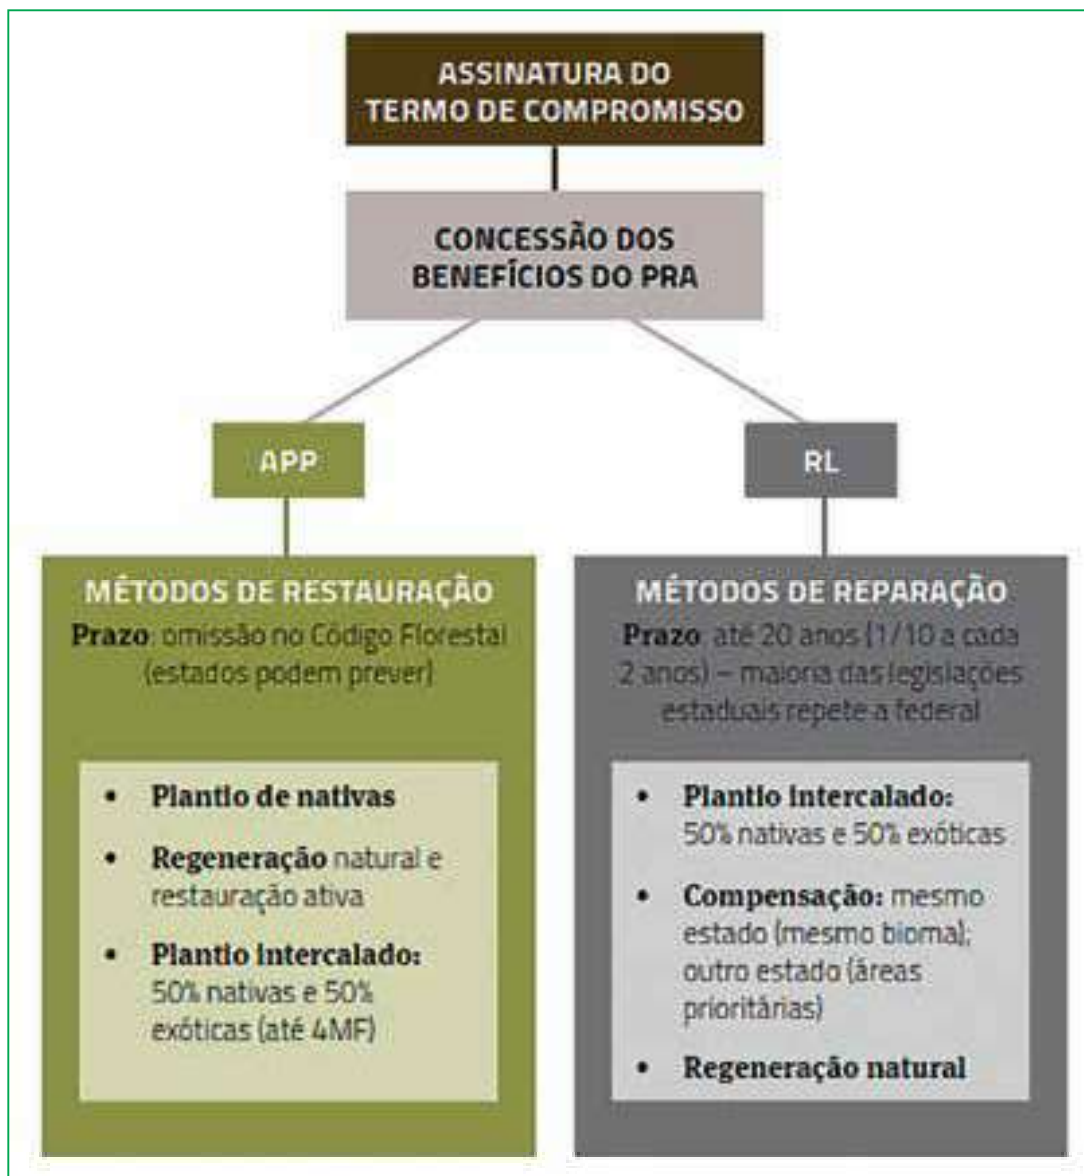 ASSINATURA DO
TERMO DE COMPROMISSO
CONCESSÃO DOS
BENEFÍCIOS DO PRA
APP
MÉTODOS DE RESTAURAÇÃO
Prazo: omissão no Código Florestal
(estados podem prever)
• Plantio de nativas
• Regeneração natural e
restauração ativa
• Plantio intercalado:
50% nativas e 50%
exóticas (até 4MF)
RL
MÉTODOS DE REPARAÇÃO
Prazo: até 20 anos (1/10 a cada
2 anos) – maioria das legislações
estaduais repete a federal
• Plantio intercalado:
50% nativas e 50% exóticas
• Compensação: mesmo
estado (mesmo bioma);
outro estado (áreas
prioritárias)
• Regeneração natural